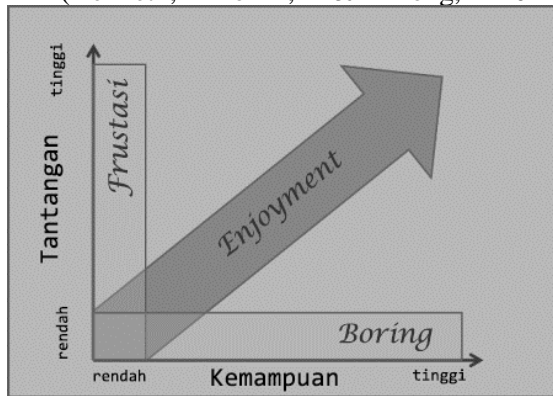 tinggi
Frustasi
Tantangan
Enjoyment
rendah
Boring
rendah
Kemampuan
tinggi